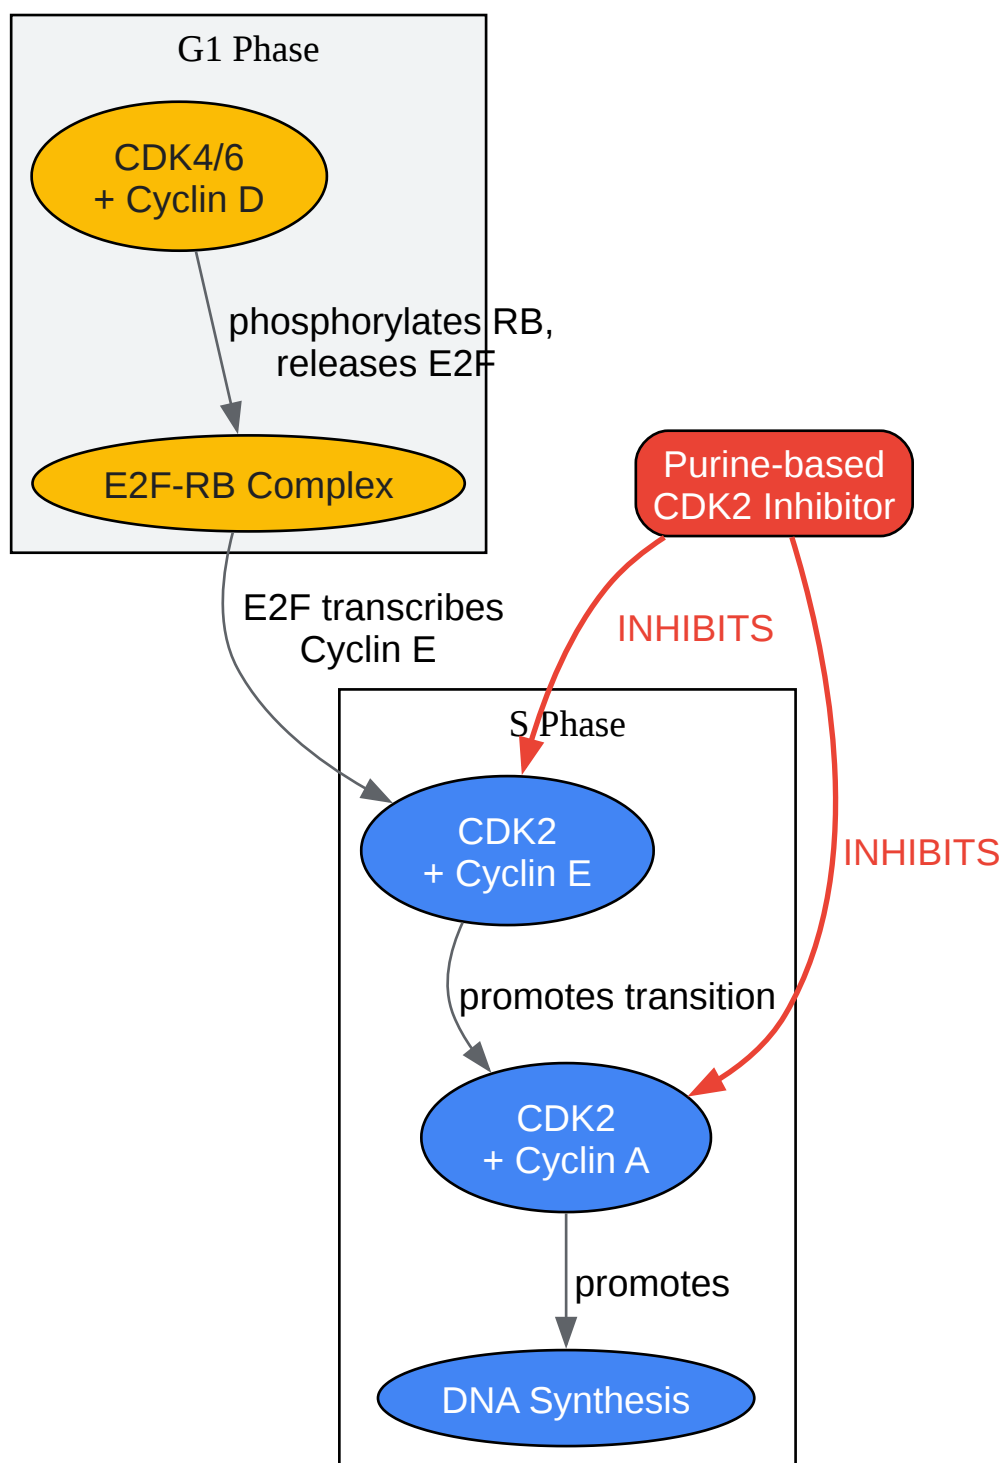 G1 Phase
CDK4/6
+ Cyclin D
phosphorylates RB,
releases E2F
E2F-RB Complex
Purine-based
CDK2 Inhibitor
E2F transcribes
Cyclin E
INHIBITS
S Phase
CDK2
+ Cyclin E
INHIBITS
promotes transition
CDK2
+ Cyclin A
promotes
DNA Synthesis